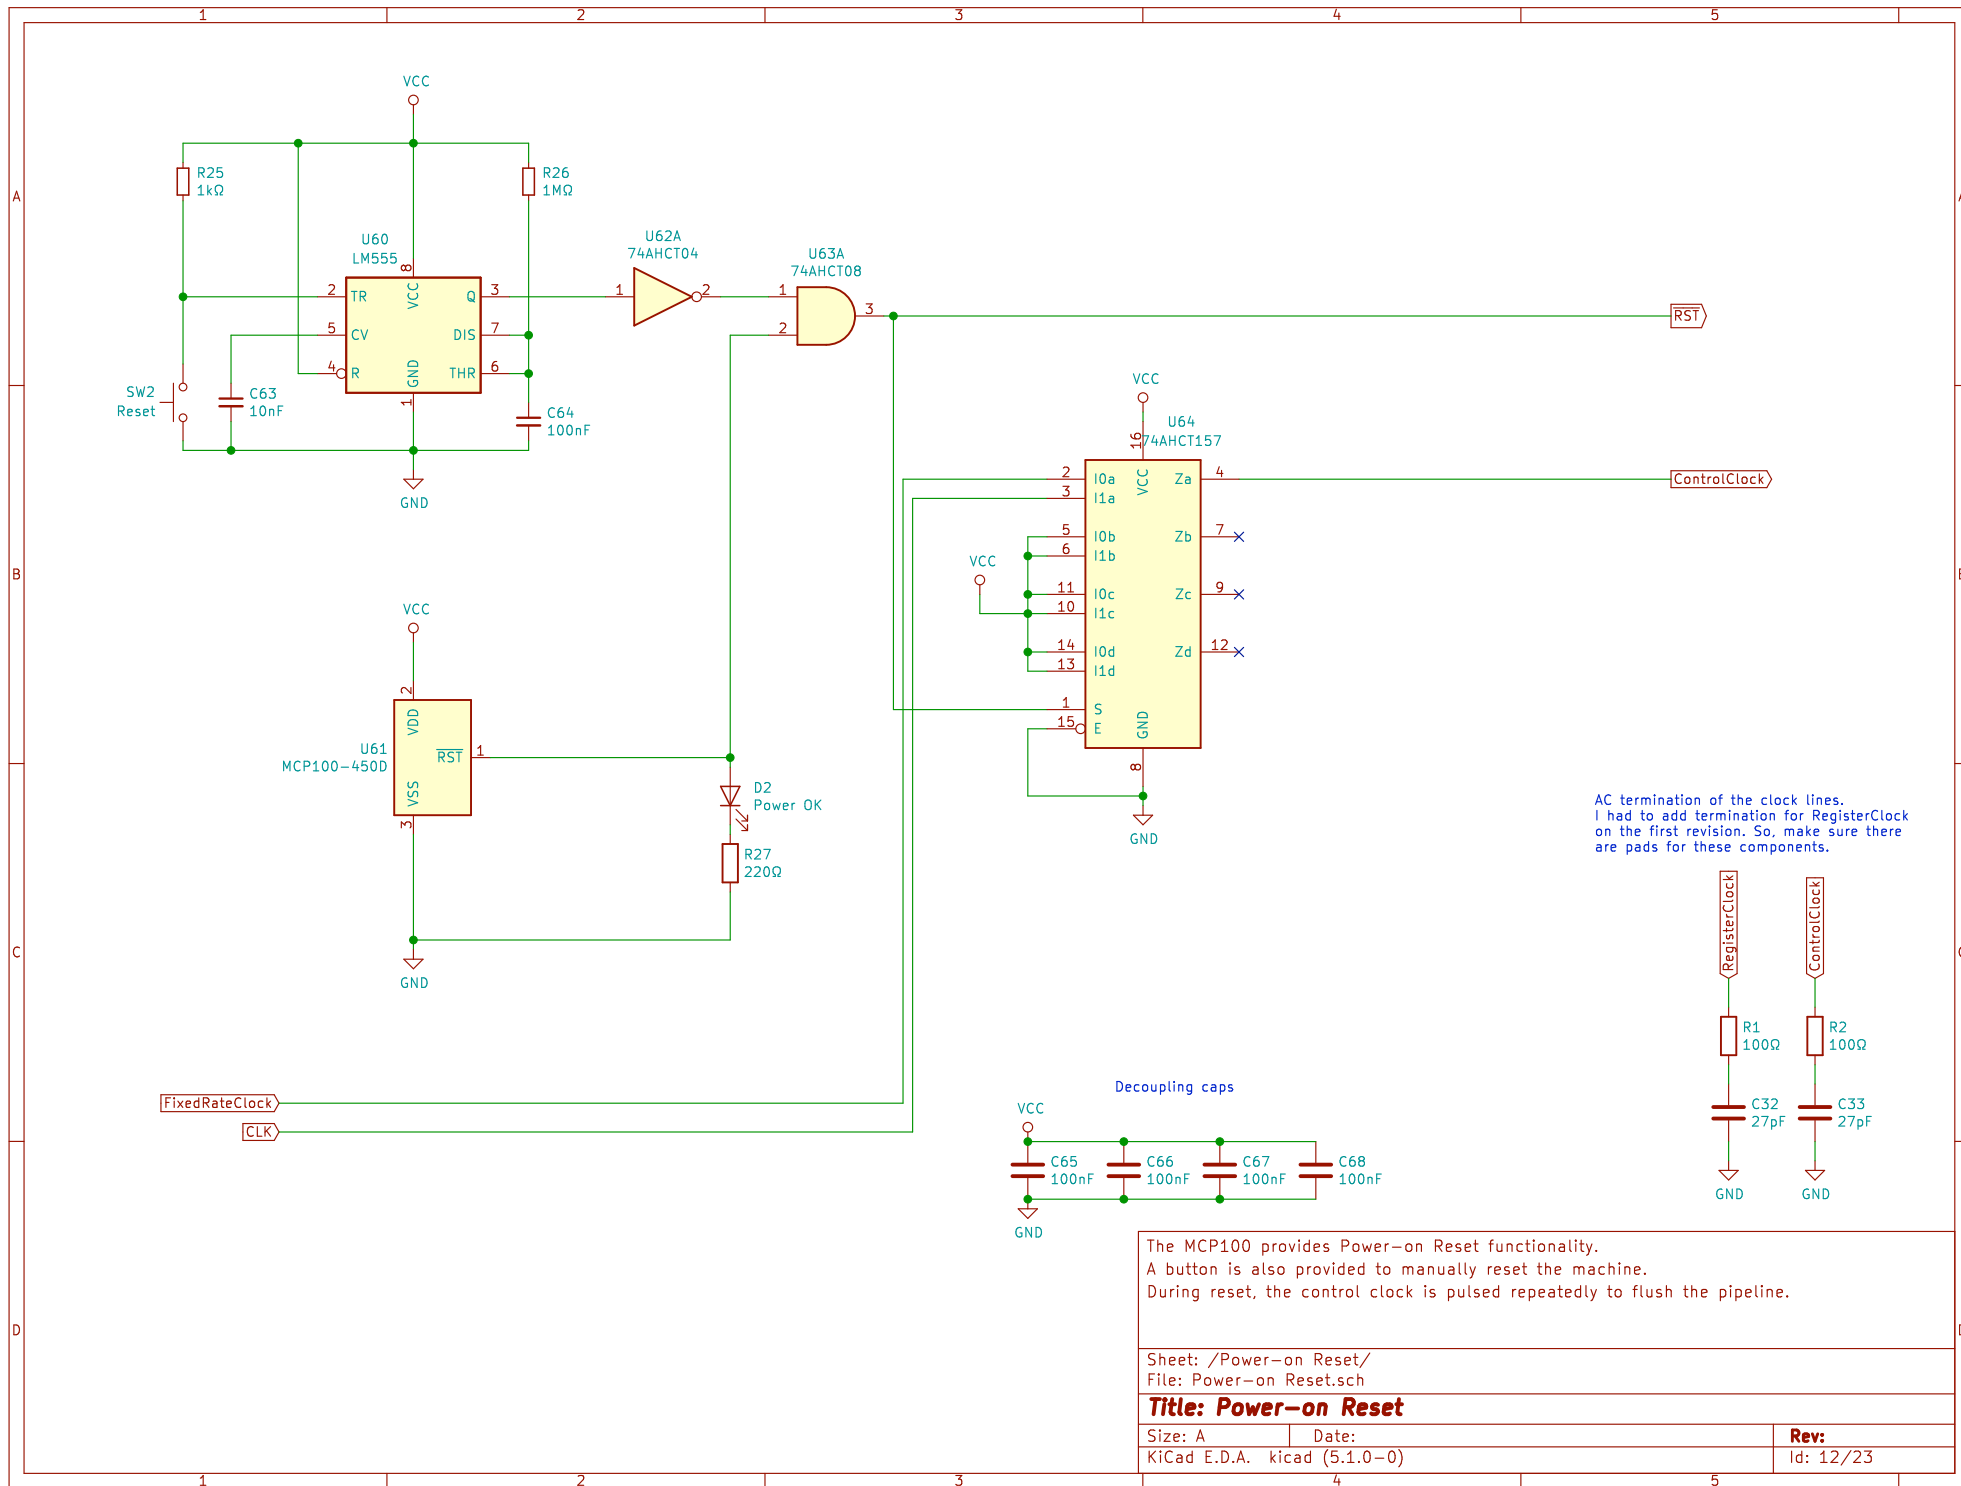 1 2 3 4 5
A
B
C
D
VCC
R25
1kΩ
R26
1MΩ
U60
LM555
8
VCC
2 TR
5 CV
4 R
Q 3
DIS 7
THR 6
GND
1
SW2
Reset
C63
10nF
C64
100nF
GND
U62A
74AHCT04
1 2
U63A
74AHCT08
1
2
3
RST
VCC
U64
74AHCT157
16
VCC
2 I0a
3 I1a
5 I0b
6 I1b
11 I0c
10 I1c
14 I0d
13 I1d
1 S
15 E
Za 4
Zb 7
Zc 9
Zd 12
GND
8
GND
VCC
ControlClock
VCC
2
VDD
U61
MCP100-450D
RST 1
VSS
3
GND
D2
Power OK
R27
220Ω
FixedRateClock
CLK
AC termination of the clock lines.
I had to add termination for RegisterClock
on the first revision. So, make sure there
are pads for these components.
RegisterClock
ControlClock
R1
100Ω
R2
100Ω
C32
27pF
C33
27pF
GND
GND
Decoupling caps
VCC
C65
100nF
C66
100nF
C67
100nF
C68
100nF
GND
The MCP100 provides Power-on Reset functionality.
A button is also provided to manually reset the machine.
During reset, the control clock is pulsed repeatedly to flush the pipeline.
Sheet: /Power-on Reset/
File: Power-on Reset.sch
Title: Power-on Reset
Size: A Date: Rev:
KiCad E.D.A. kicad (5.1.0-0) Id: 12/23
1 2 3 4 5